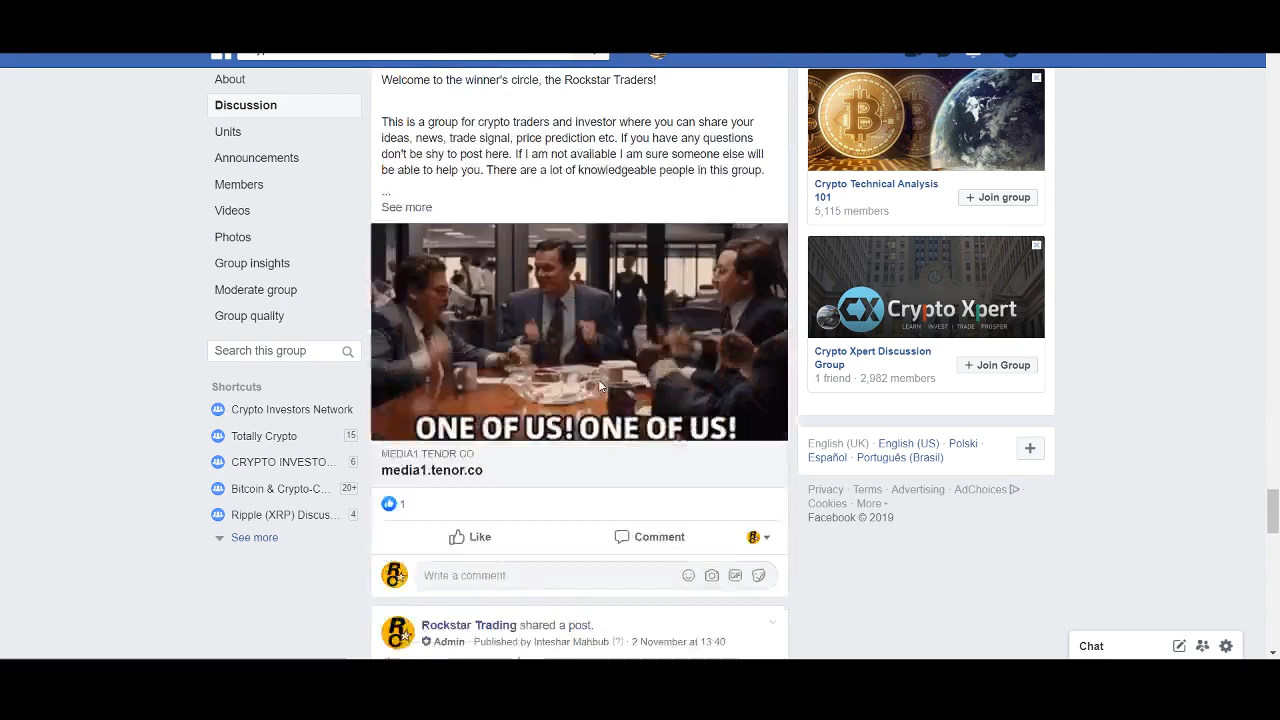 About
Discussion
Units
Announcements
Members
Videos
Photos
Group insights
Moderate group
Group quality
Search this group
Shortcuts
Crypto Investors Network
Totally Crypto 15
CRYPTO INVESTO... 6
Bitcoin & Crypto-C... 20+
Ripple (XRP) Discus... 4
See more
Welcome to the winner's circle, the Rockstar Traders!
This is a group for crypto traders and investor where you can share your
ideas, news, trade signal, price prediction etc. If you have any questions
don't be shy to post here. If I am not available I am sure someone else will
be able to help you. There are a lot of knowledgeable people in this group.
...
See more
ONE OF US! ONE OF US!
MEDIA1 TENOR CO
media1.tenor.co
1
Like Comment
Write a comment
GIF
Rockstar Trading shared a post.
Admin · Published by Inteshar Mahbub [?] · 2 November at 13:40
Crypto Technical Analysis
101
+ Join group
5,115 members
CX Crypto Xpert
LEARN | INVEST | TRADE | PROSPER
Crypto Xpert Discussion
Group
+ Join Group
1 friend · 2,982 members
English (UK) · English (US) · Polski ·
Español · Português (Brasil)
Privacy · Terms · Advertising · AdChoices ·
Cookies · More
Facebook © 2019
Chat